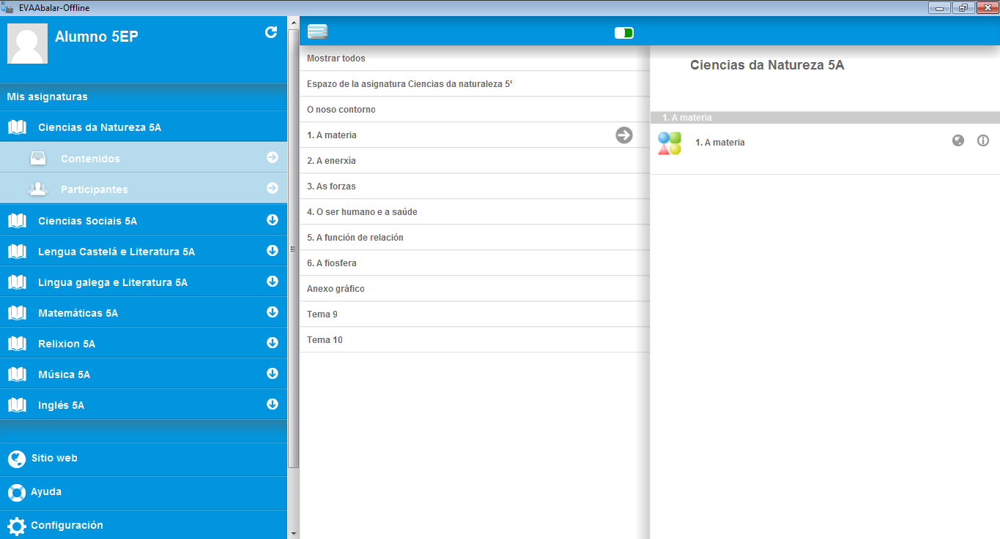 EVAAbalar-Offline
Alumno 5EP
Mis asignaturas
Ciencias da Natureza 5A
Contenidos
Participantes
Ciencias Sociais 5A
Lengua Castelá e Literatura 5A
Lingua galega e Literatura 5A
Matemáticas 5A
Relixion 5A
Música 5A
Inglés 5A
Sitio web
Ayuda
Configuración
Mostrar todos
Espazo de la asignatura Ciencias da naturaleza 5º
O noso contorno
1. A materia
2. A enerxía
3. As forzas
4. O ser humano e a saúde
5. A función de relación
6. A fiosfera
Anexo gráfico
Tema 9
Tema 10
Ciencias da Natureza 5A
1. A materia
1. A materia